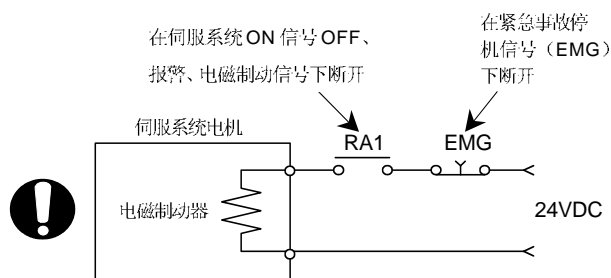 在伺服系统ON 信号OFF、
报警、电磁制动信号下断开
在紧急事故停
机信号（EMG）
下断开
伺服系统电机
RA1
EMG
电磁制动器
24VDC